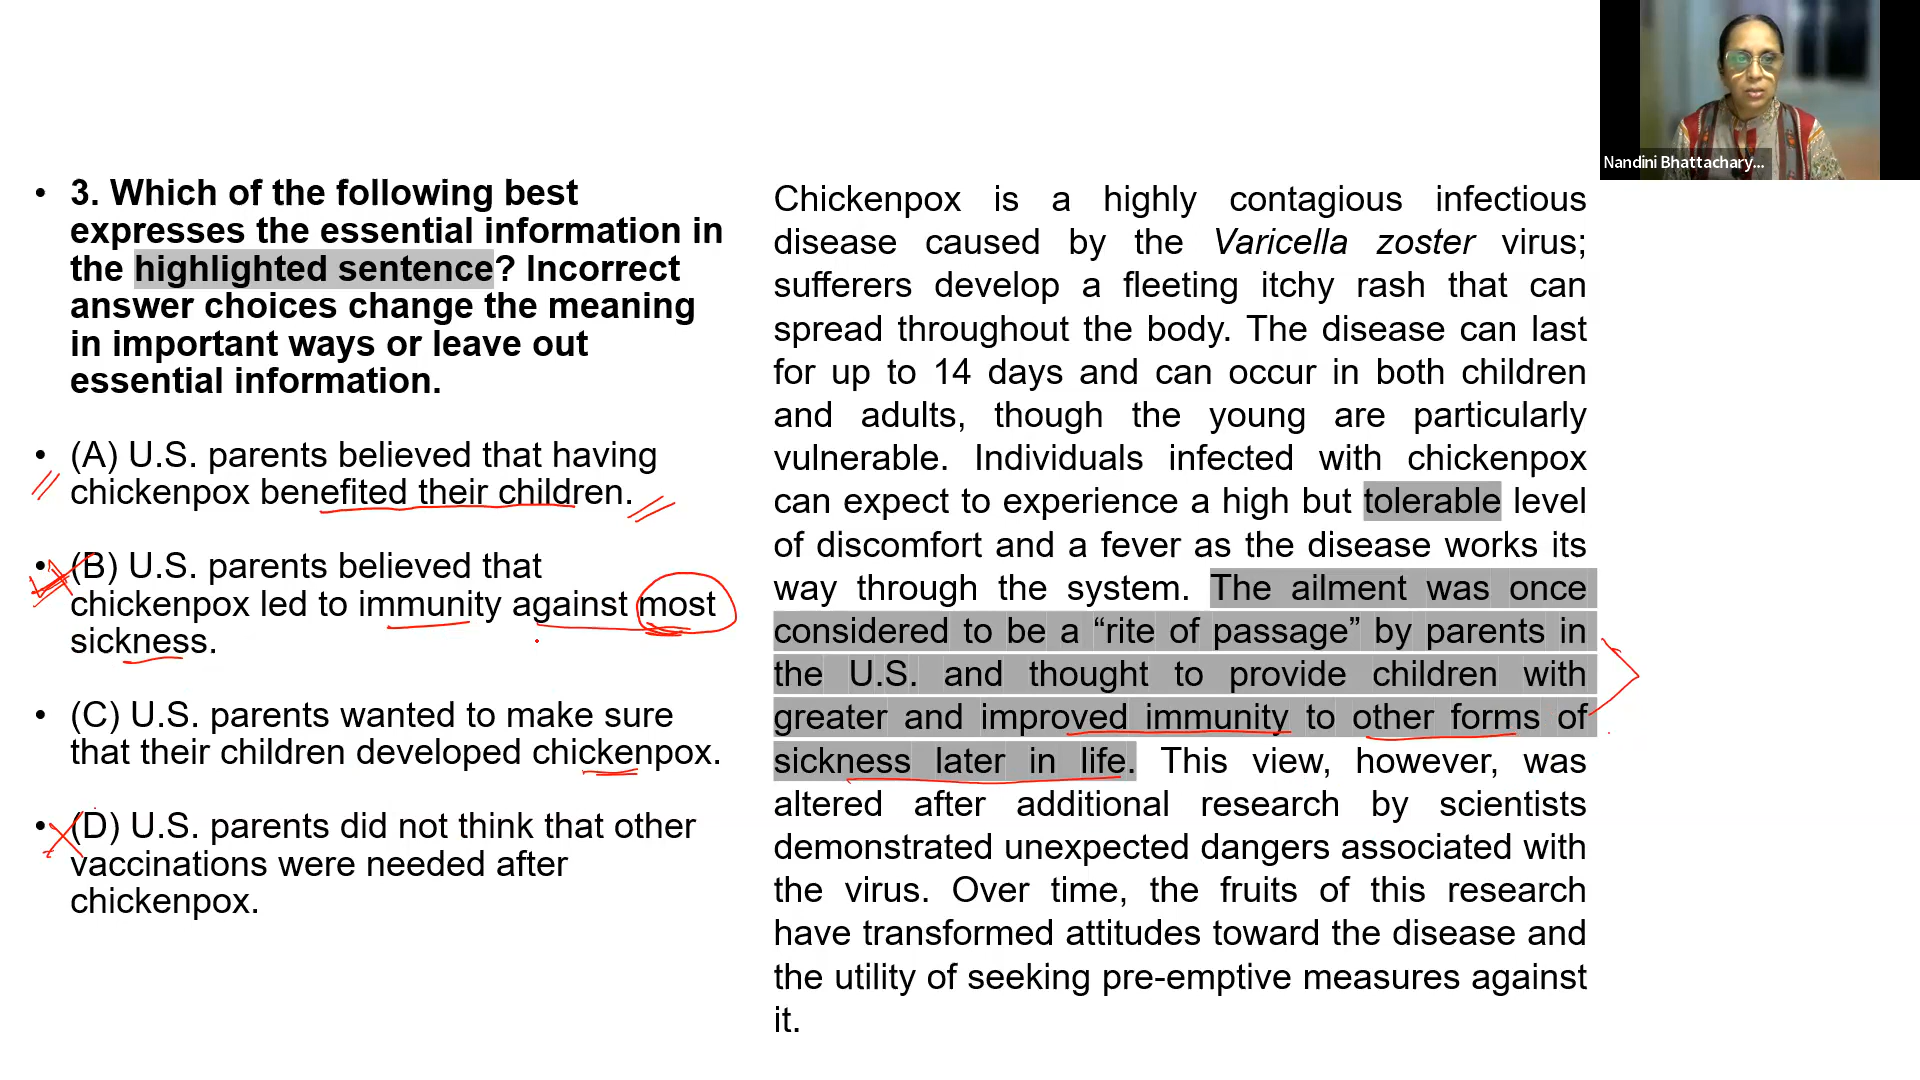 Nandini Bhattachary...
• 3. Which of the following best
expresses the essential information in
the highlighted sentence? Incorrect
answer choices change the meaning
in important ways or leave out
essential information.
• (A) U.S. parents believed that having
chickenpox benefited their children.
• (B) U.S. parents believed that
chickenpox led to immunity against most
sickness.
• (C) U.S. parents wanted to make sure
that their children developed chickenpox.
• (D) U.S. parents did not think that other
vaccinations were needed after
chickenpox.
Chickenpox is a highly contagious infectious
disease caused by the Varicella zoster virus;
sufferers develop a fleeting itchy rash that can
spread throughout the body. The disease can last
for up to 14 days and can occur in both children
and adults, though the young are particularly
vulnerable. Individuals infected with chickenpox
can expect to experience a high but tolerable level
of discomfort and a fever as the disease works its
way through the system. The ailment was once
considered to be a “rite of passage” by parents in
the U.S. and thought to provide children with
greater and improved immunity to other forms of
sickness later in life. This view, however, was
altered after additional research by scientists
demonstrated unexpected dangers associated with
the virus. Over time, the fruits of this research
have transformed attitudes toward the disease and
the utility of seeking pre-emptive measures against
it.